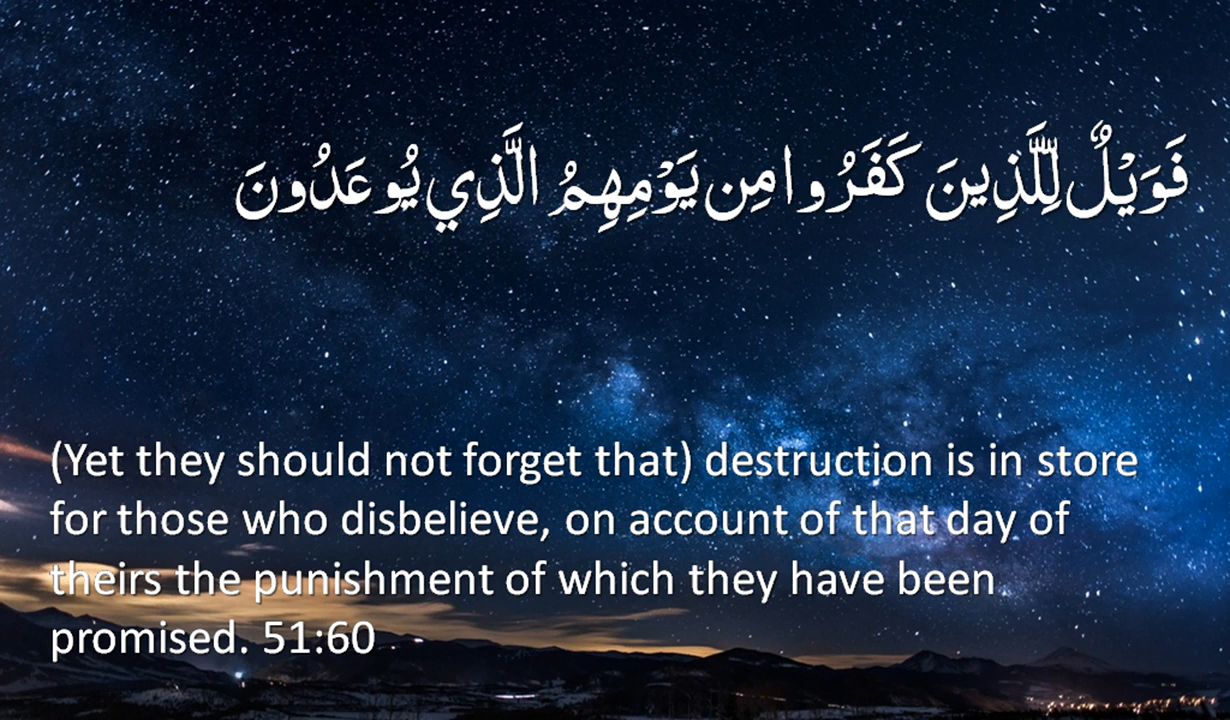 فَوَيْلٌ لِّلَّذِينَ كَفَرُوا مِن يَوْمِهِمُ الَّذِي يُوعَدُونَ
(Yet they should not forget that) destruction is in store
for those who disbelieve, on account of that day of
theirs the punishment of which they have been
promised. 51:60